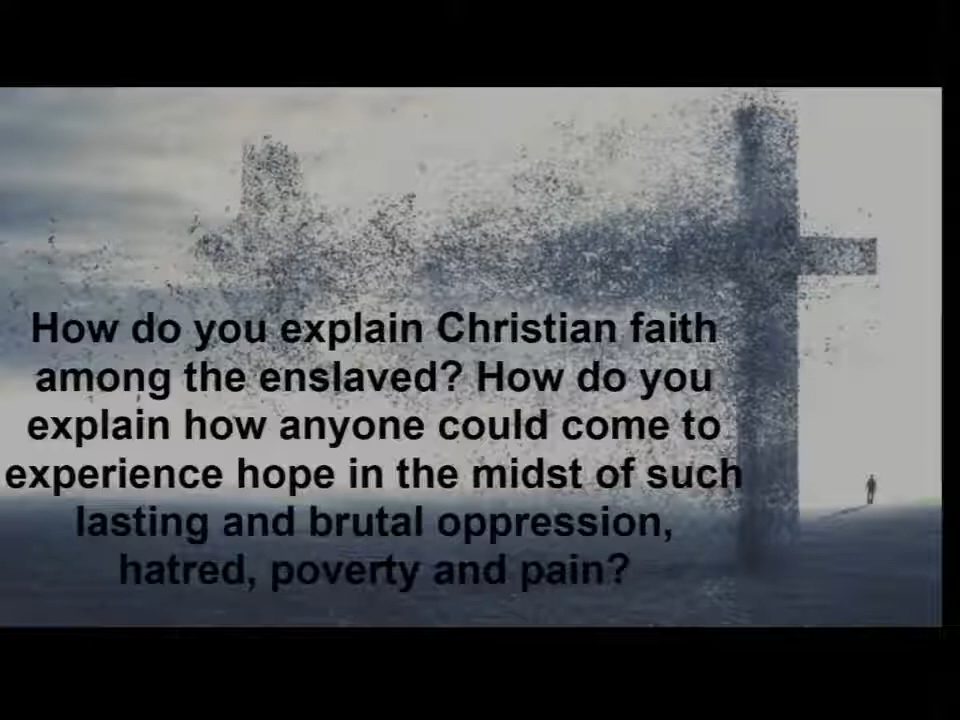 How do you explain Christian faith
among the enslaved? How do you
explain how anyone could come to
experience hope in the midst of such
lasting and brutal oppression,
hatred, poverty and pain?